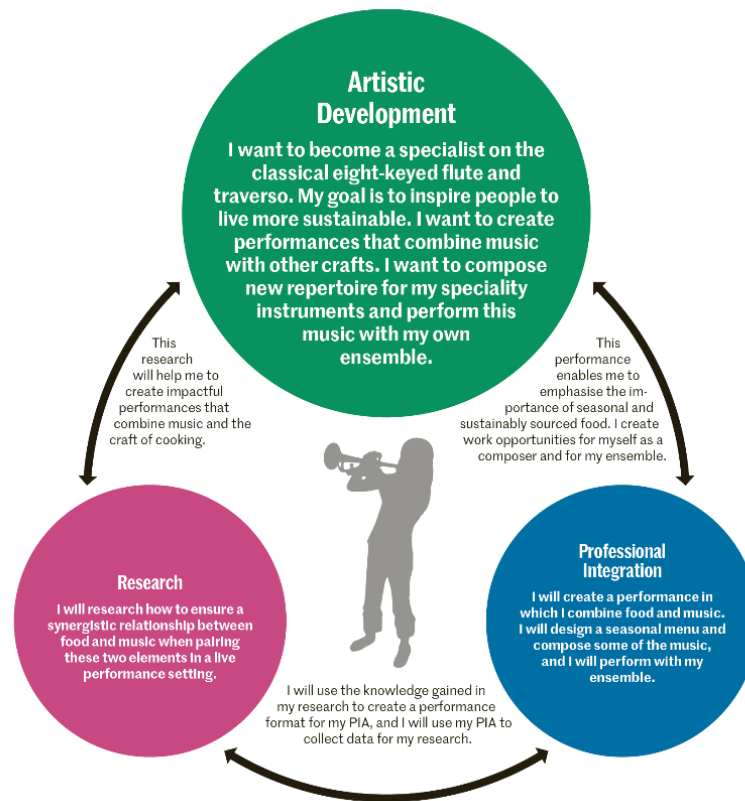 Artistic
Development
I want to become a specialist on the
classical eight-keyed flute and
traverso. My goal is to inspire people to
live more sustainable. I want to create
performances that combine music
with other crafts. I want to compose
new repertoire for my speciality
instruments and perform this
music with my own
ensemble.
This
research
will help me to
create impactful
performances that
combine music and the
craft of cooking.
This
performance
enables me to
emphasise the im-
portance of seasonal and
sustainably sourced food. I create
work opportunities for myself as a
composer and for my ensemble.
Research
I will research how to ensure a
synergistic relationship between
food and music when pairing
these two elements in a live
performance setting.
Professional
Integration
I will create a performance in
which I combine food and music.
I will design a seasonal menu and
compose some of the music,
and I will perform with my
ensemble.
I will use the knowledge gained in
my research to create a performance
format for my PIA, and I will use my PIA to
collect data for my research.